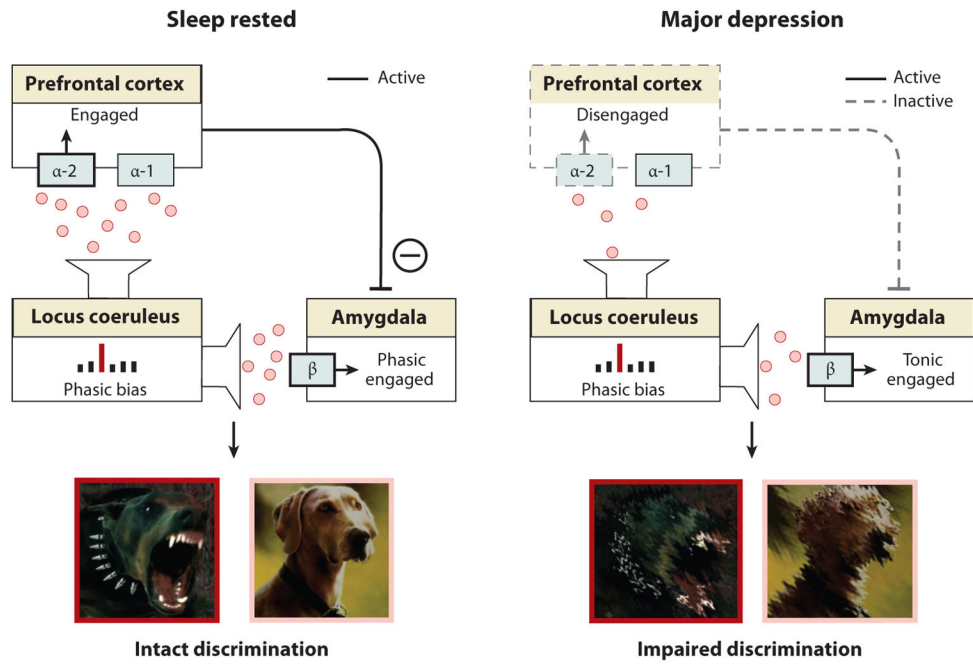 Sleep rested
Prefrontal cortex
Engaged
α-2
α-1
Active
Locus coeruleus
Phasic bias
Amygdala
β
Phasic
engaged
Intact discrimination
Major depression
Prefrontal cortex
Disengaged
α-2
α-1
Active
Inactive
Locus coeruleus
Phasic bias
Amygdala
β
Tonic
engaged
Impaired discrimination